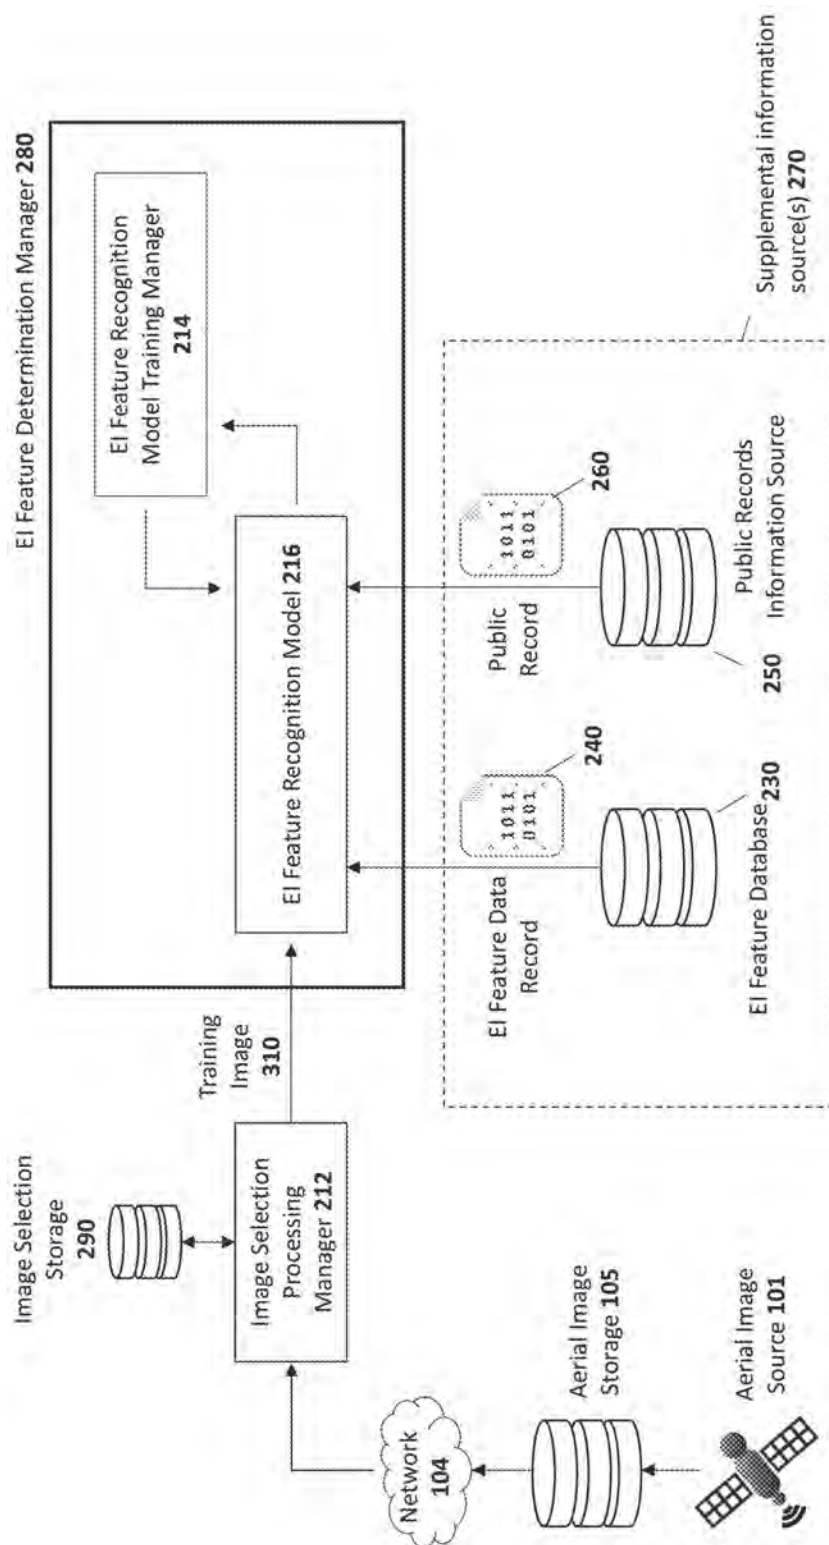 EI Feature Determination Manager 280
EI Feature Recognition
Model Training Manager
214
EI Feature Recognition Model 216
Image Selection
Storage
290
Training
Image
310
Image Selection
Processing
Manager 212
Network
104
Aerial Image
Storage 105
Aerial Image
Source 101
EI Feature Data
Record
1011
0101
240
Public
Record
1011
0101
260
EI Feature Database
230
250
Public Records
Information Source
Supplemental information
source(s) 270